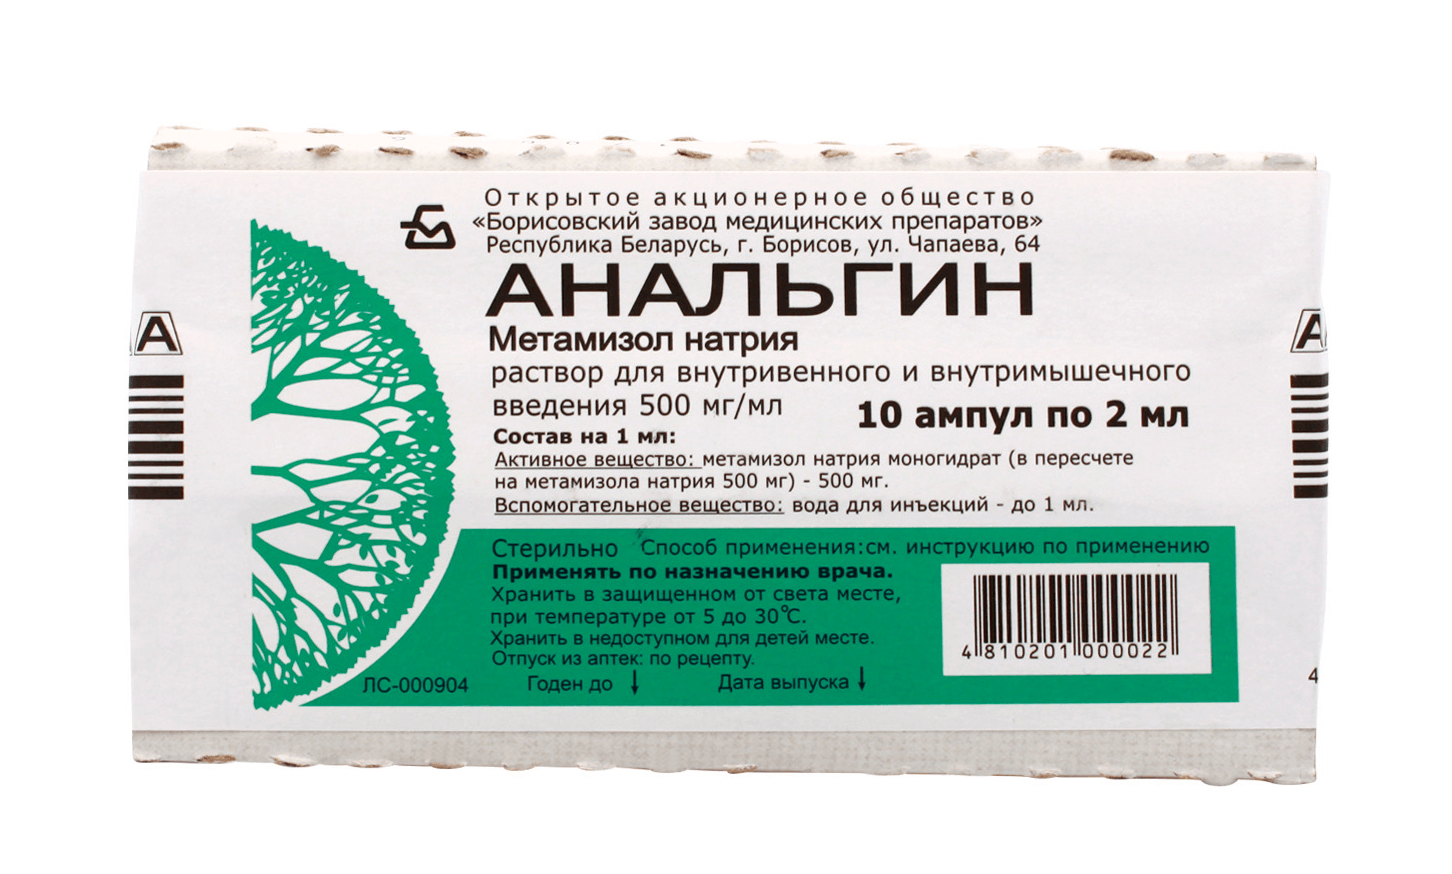 Открытое акционерное общество
«Борисовский завод медицинских препаратов»
Республика Беларусь, г. Борисов, ул. Чапаева, 64
АНАЛЬГИН
Метамизол натрия
раствор для внутривенного и внутримышечного
введения 500 мг/мл
10 ампул по 2 мл
Состав на 1 мл:
Активное вещество: метамизол натрия моногидрат (в пересчете
на метамизола натрия 500 мг) - 500 мг.
Вспомогательное вещество: вода для инъекций - до 1 мл.
Стерильно Способ применения:см. инструкцию по применению
Применять по назначению врача.
Хранить в защищенном от света месте,
при температуре от 5 до 30°С.
Хранить в недоступном для детей месте.
Отпуск из аптек: по рецепту.
ЛС-000904 Годен до ↓ Дата выпуска ↓
4 810201 000022
А
А
4